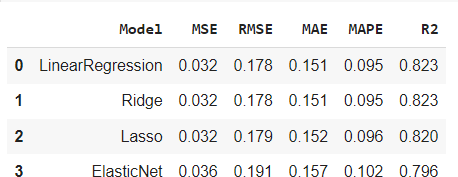 Model MSE RMSE MAE MAPE R2
0 LinearRegression 0.032 0.178 0.151 0.095 0.823
1 Ridge 0.032 0.178 0.151 0.095 0.823
2 Lasso 0.032 0.179 0.152 0.096 0.820
3 ElasticNet 0.036 0.191 0.157 0.102 0.796